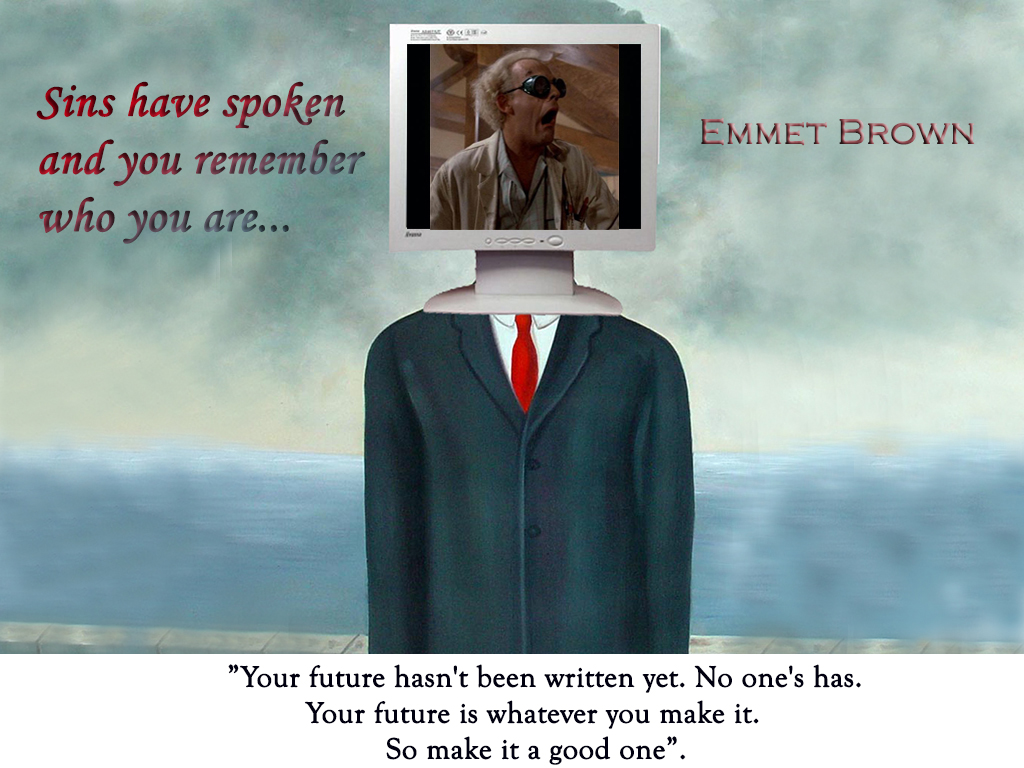 Sins have spoken
and you remember
who you are...
EMMET BROWN
”Your future hasn't been written yet. No one's has.
Your future is whatever you make it.
So make it a good one”.